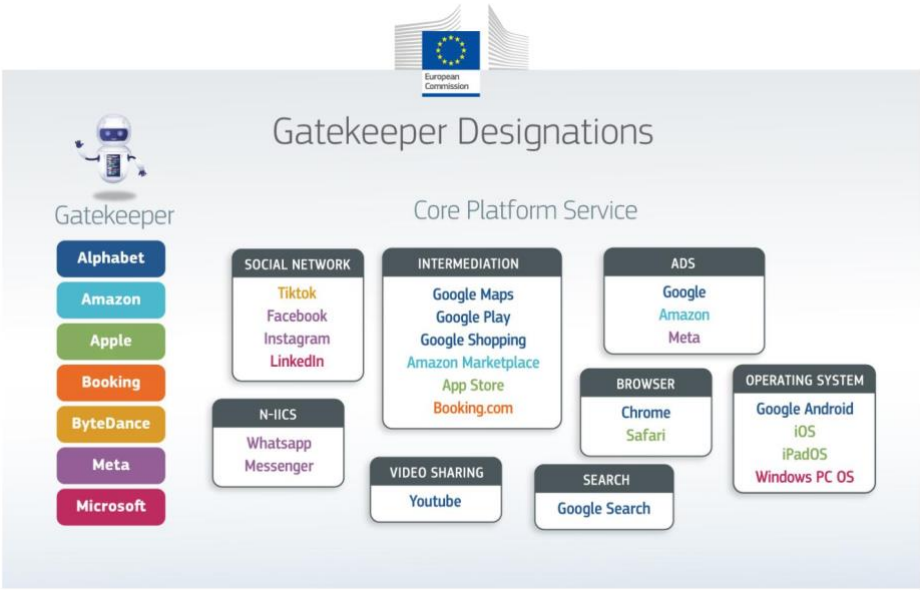 European
Commission
Gatekeeper Designations
Gatekeeper
Core Platform Service
Alphabet
Amazon
Apple
Booking
ByteDance
Meta
Microsoft
SOCIAL NETWORK
Tiktok
Facebook
Instagram
LinkedIn
INTERMEDIATION
Google Maps
Google Play
Google Shopping
Amazon Marketplace
App Store
Booking.com
ADS
Google
Amazon
Meta
N-IICS
Whatsapp
Messenger
VIDEO SHARING
Youtube
BROWSER
Chrome
Safari
SEARCH
Google Search
OPERATING SYSTEM
Google Android
iOS
iPadOS
Windows PC OS